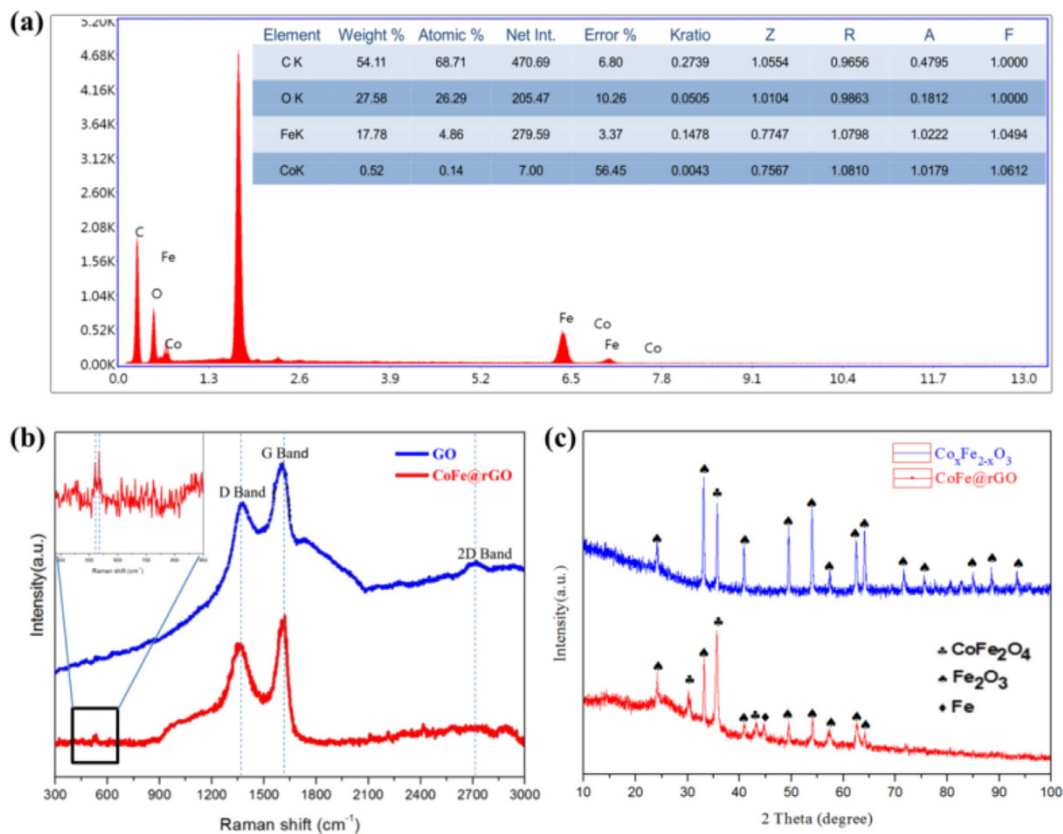 (a)
5.20K
4.68K
4.16K
3.64K
3.12K
2.60K
2.08K
1.56K
1.04K
0.52K
0.00K
Element Weight % Atomic % Net Int. Error % Kratio Z R A F
C K 54.11 68.71 470.69 6.80 0.2739 1.0554 0.9656 0.4795 1.0000
O K 27.58 26.29 205.47 10.26 0.0505 1.0104 0.9863 0.1812 1.0000
FeK 17.78 4.86 279.59 3.37 0.1478 0.7747 1.0798 1.0222 1.0494
CoK 0.52 0.14 7.00 56.45 0.0043 0.7567 1.0810 1.0179 1.0612
C
Fe
O
Co
Fe
Co
Fe
Co
0.0 1.3 2.6 3.9 5.2 6.5 7.8 9.1 10.4 11.7 13.0
(b)
Intensity(a.u.)
500 600 700 800
Raman shift (cm⁻¹)
G Band
GO
CoFe@rGO
D Band
2D Band
300 600 900 1200 1500 1800 2100 2400 2700 3000
Raman shift (cm⁻¹)
(c)
CoₓFe₂₋ₓO₃
CoFe@rGO
Intensity(a.u.)
♣ CoFe₂O₄
♠ Fe₂O₃
♦ Fe
10 20 30 40 50 60 70 80 90 100
2 Theta (degree)